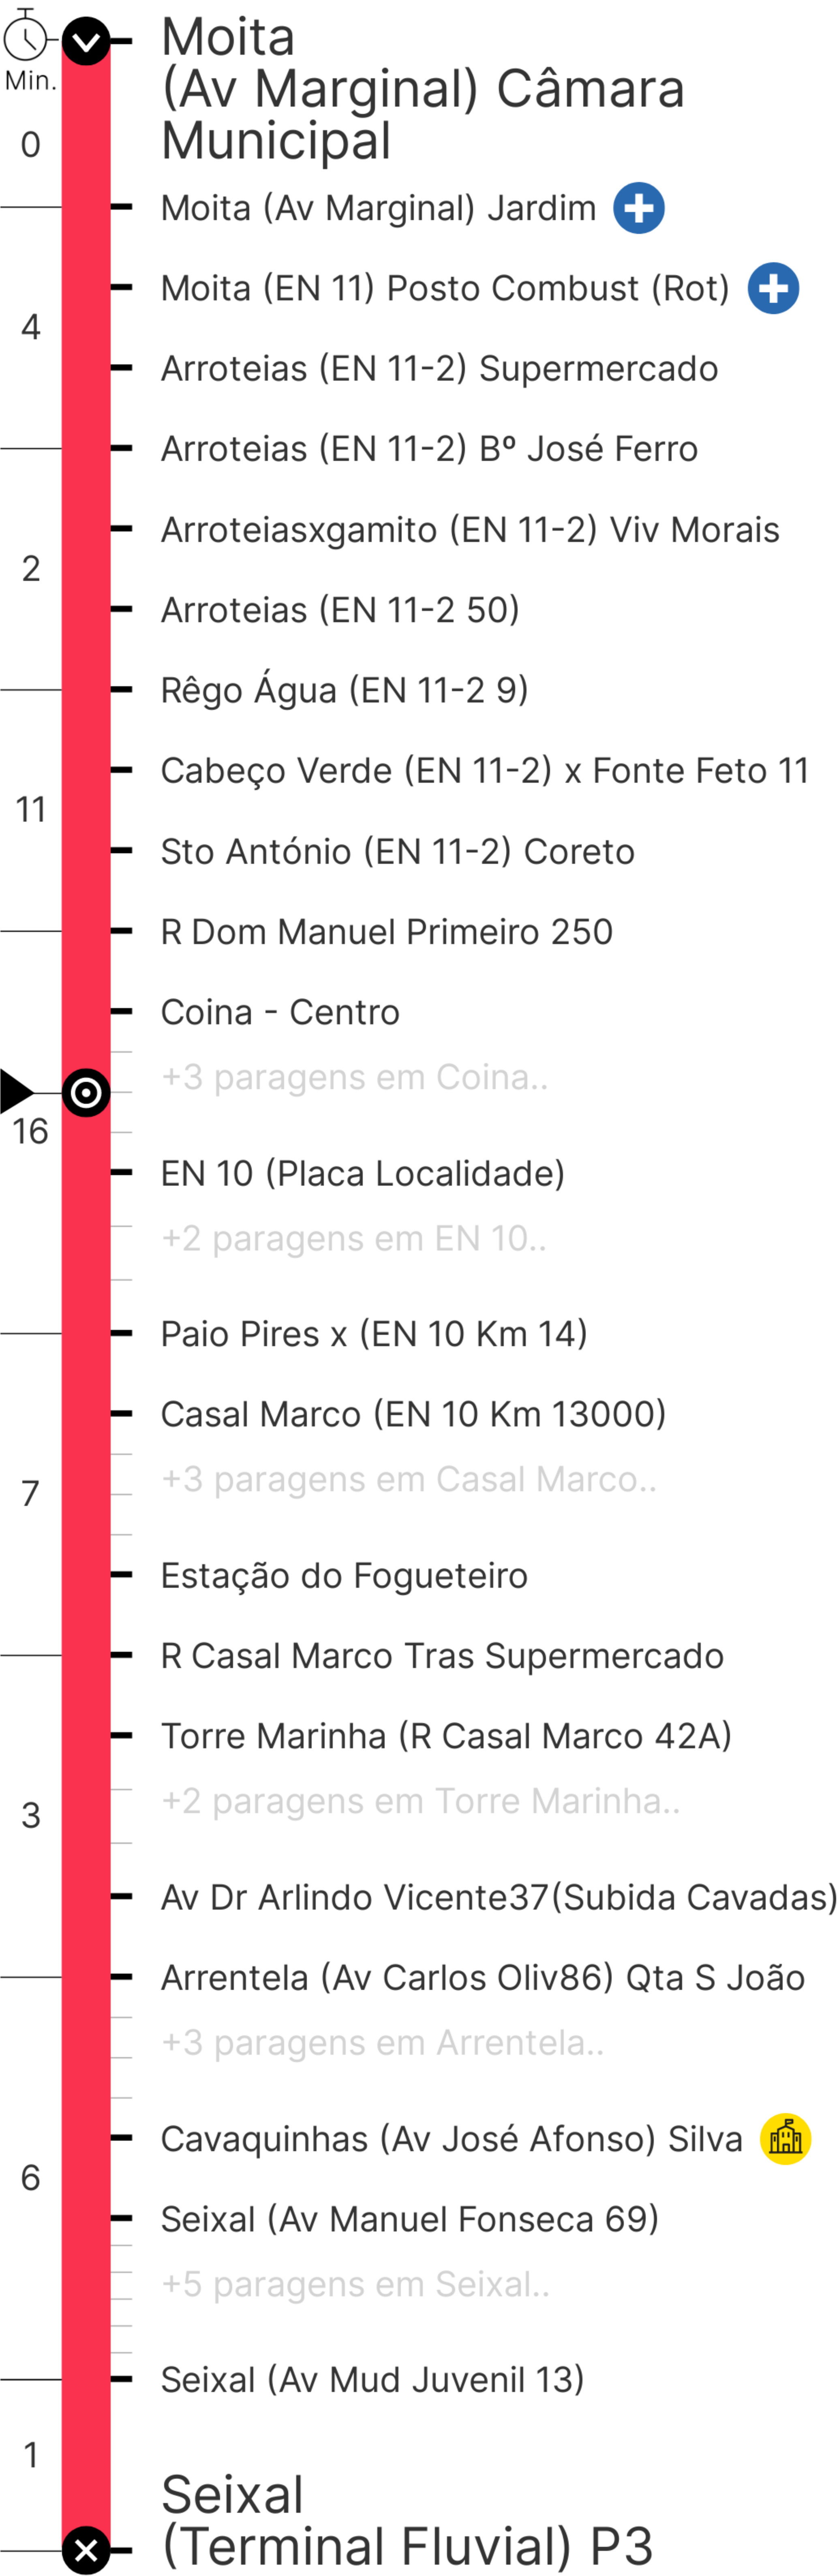 Moita
(Av Marginal) Câmara
Municipal
Min.
0
Moita (Av Marginal) Jardim
Moita (EN 11) Posto Combust (Rot)
4
Arroteias (EN 11-2) Supermercado
Arroteias (EN 11-2) Bº José Ferro
Arroteiasxgamito (EN 11-2) Viv Morais
2
Arroteias (EN 11-2 50)
Rêgo Água (EN 11-2 9)
Cabeço Verde (EN 11-2) x Fonte Feto 11
11
Sto António (EN 11-2) Coreto
R Dom Manuel Primeiro 250
Coina - Centro
+3 paragens em Coina..
16
EN 10 (Placa Localidade)
+2 paragens em EN 10..
Paio Pires x (EN 10 Km 14)
Casal Marco (EN 10 Km 13000)
+3 paragens em Casal Marco..
7
Estação do Fogueteiro
R Casal Marco Tras Supermercado
Torre Marinha (R Casal Marco 42A)
+2 paragens em Torre Marinha..
3
Av Dr Arlindo Vicente37(Subida Cavadas)
Arrentela (Av Carlos Oliv86) Qta S João
+3 paragens em Arrentela..
Cavaquinhas (Av José Afonso) Silva
6
Seixal (Av Manuel Fonseca 69)
+5 paragens em Seixal..
Seixal (Av Mud Juvenil 13)
1
Seixal
(Terminal Fluvial) P3